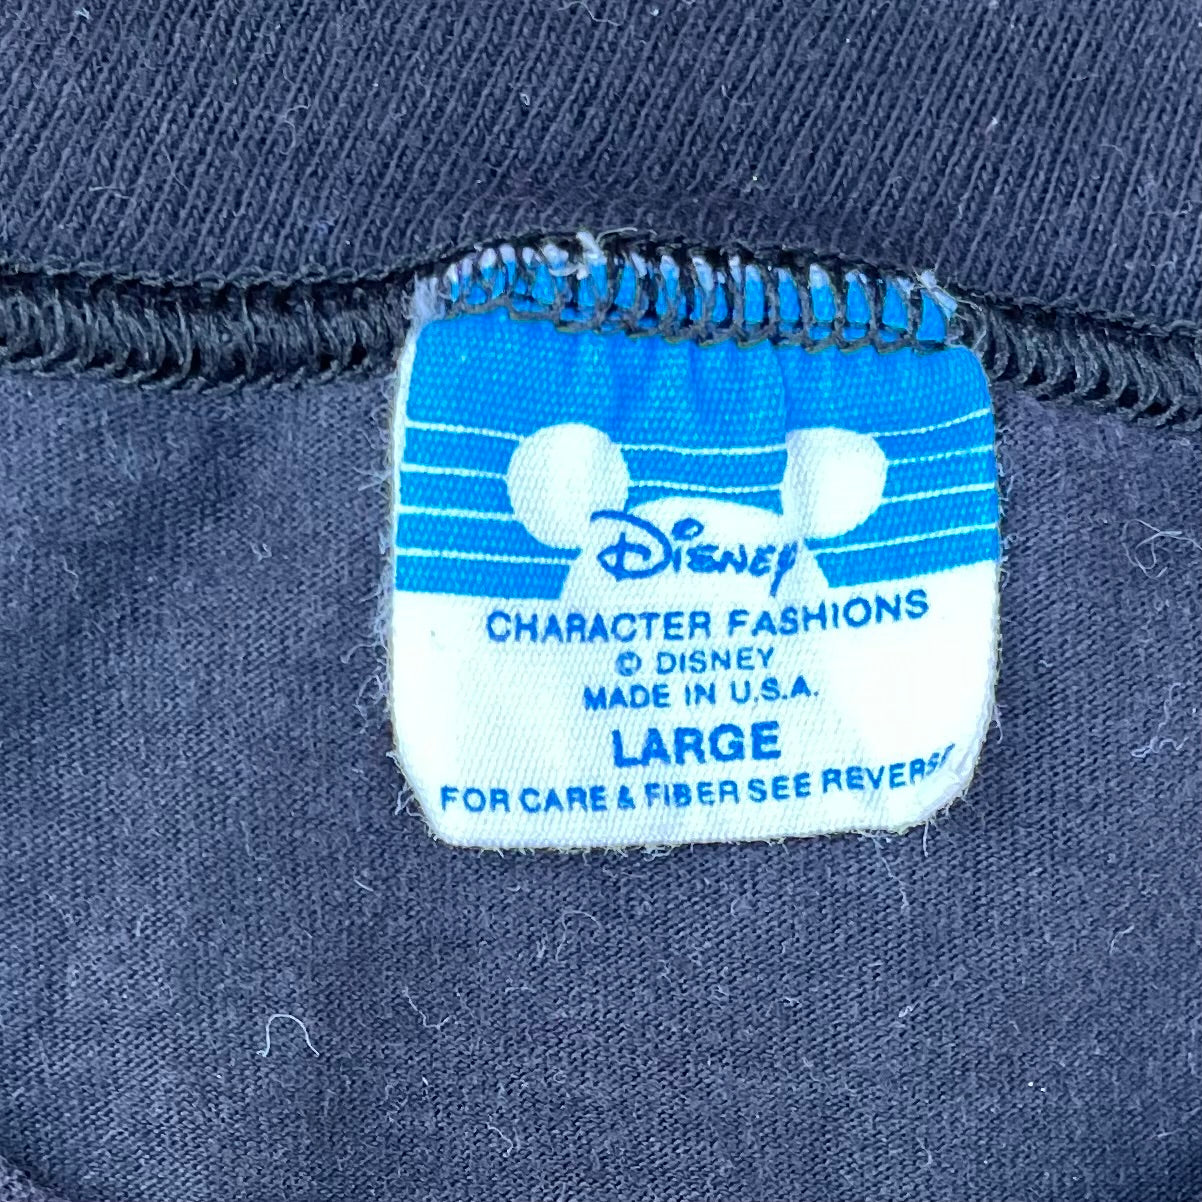 Disney
CHARACTER FASHIONS
© DISNEY
MADE IN U.S.A.
LARGE
FOR CARE & FIBER SEE REVERSE